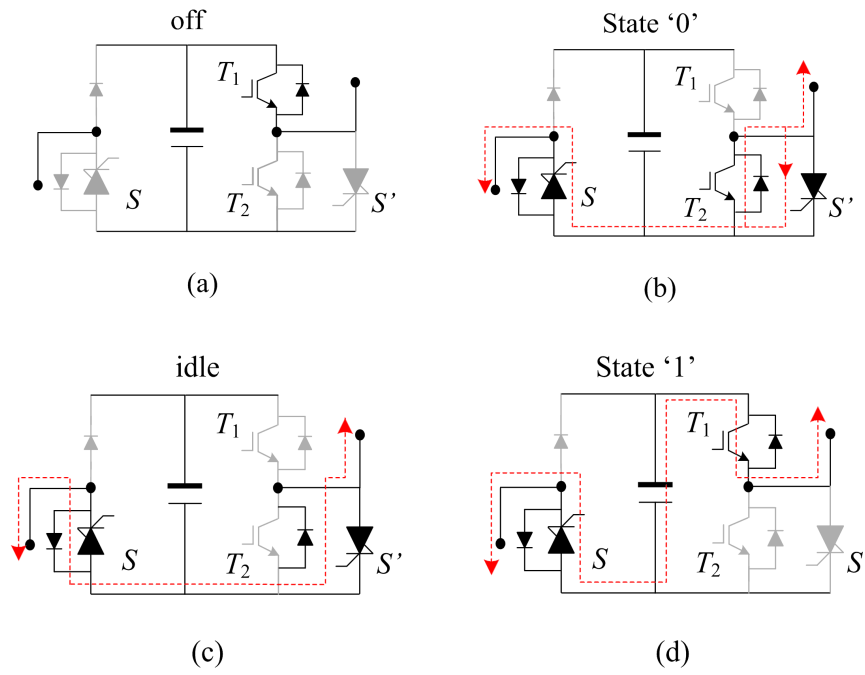 off
T1
S
T2
S'
(a)
State ‘0’
T1
S
T2
S'
(b)
idle
T1
S
T2
S'
(c)
State ‘1’
T1
S
T2
S
(d)